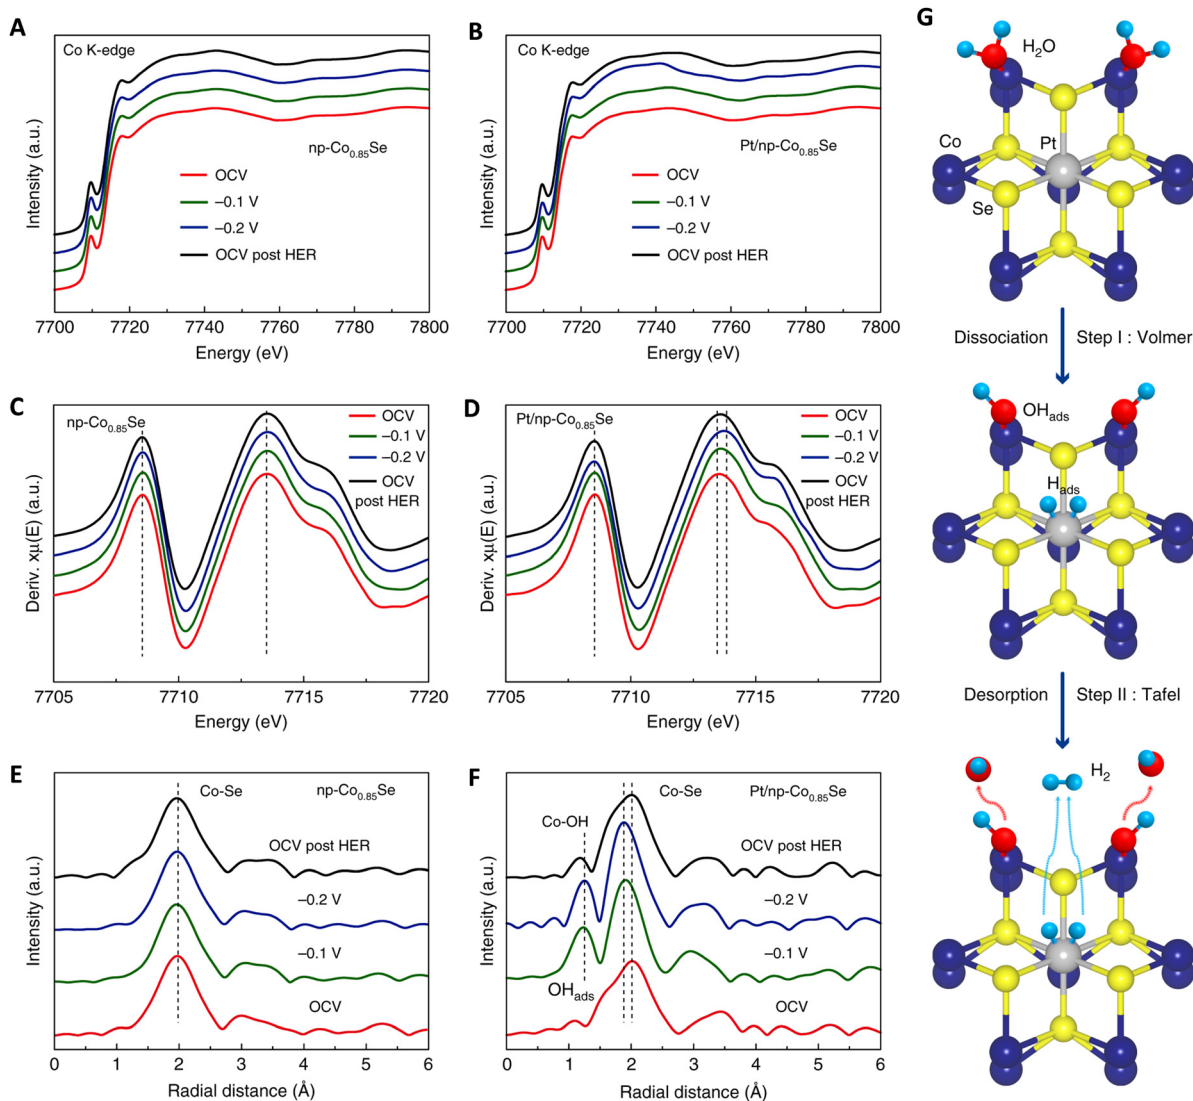 A
Co K-edge
np-Co₀.₈₅Se
OCV
–0.1 V
–0.2 V
OCV post HER
Intensity (a.u.)
7700 7720 7740 7760 7780 7800
Energy (eV)
B
Co K-edge
Pt/np-Co₀.₈₅Se
OCV
–0.1 V
–0.2 V
OCV post HER
Intensity (a.u.)
7700 7720 7740 7760 7780 7800
Energy (eV)
C
np-Co₀.₈₅Se
OCV
–0.1 V
–0.2 V
OCV
post HER
Deriv. xμ(E)
7705 7710 7715 7720
Energy (eV)
D
Pt/np-Co₀.₈₅Se
OCV
–0.1 V
–0.2 V
OCV
post HER
Deriv. xμ(E)
7705 7710 7715 7720
Energy (eV)
E
Co-Se
np-Co₀.₈₅Se
OCV post HER
–0.2 V
–0.1 V
OCV
Intensity (a.u.)
0 1 2 3 4 5 6
Radial distance (Å)
F
Co-Se
Pt/np-Co₀.₈₅Se
Co-OH
OCV post HER
–0.2 V
–0.1 V
OH_ads
OCV
Intensity (a.u.)
0 1 2 3 4 5 6
Radial distance (Å)
G
H₂O
Co
Pt
Se
Dissociation Step I : Volmer
OH_ads
H_ads
Desorption Step II : Tafel
H₂